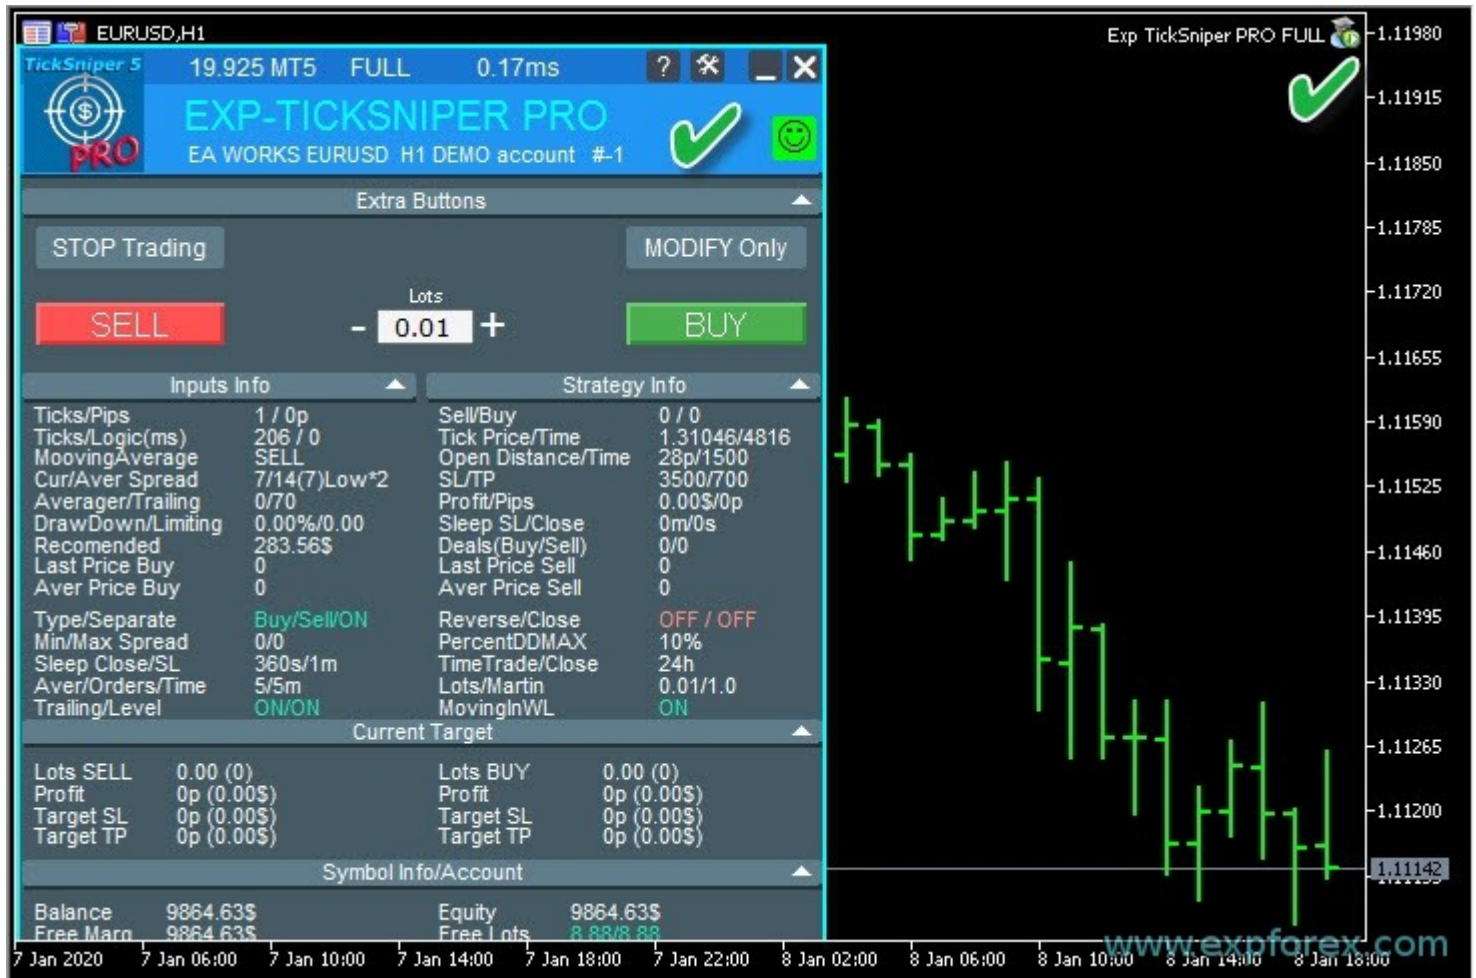 EURUSD,H1
Exp TickSniper PRO FULL
TickSniper 5
19.925 MT5 FULL 0.17ms ? _ X
EXP-TICKSNIPER PRO
PRO
EA WORKS EURUSD H1 DEMO account #-1
Extra Buttons
STOP Trading MODIFY Only
Lots
SELL - 0.01 + BUY
Inputs Info Strategy Info
Ticks/Pips 1 / 0p Sell/Buy 0 / 0
Ticks/Logic(ms) 206 / 0 Tick Price/Time 1.31046/4816
MoovingAverage SELL Open Distance/Time 28p/1500
Cur/Aver Spread 7/14(7)Low*2 SL/TP 3500/700
Averager/Trailing 0/70 Profit/Pips 0.00$/0p
DrawDown/Limiting 0.00%/0.00 Sleep SL/Close 0m/0s
Recomended 283.56$ Deals(Buy/Sell) 0/0
Last Price Buy 0 Last Price Sell 0
Aver Price Buy 0 Aver Price Sell 0
Type/Separate Buy/Sell/ON Reverse/Close OFF / OFF
Min/Max Spread 0/0 PercentDDMAX 10%
Sleep Close/SL 360s/1m TimeTrade/Close 24h
Aver/Orders/Time 5/5m Lots/Martin 0.01/1.0
Trailing/Level ON/ON MovingInWL ON
Current Target
Lots SELL 0.00 (0) Lots BUY 0.00 (0)
Profit 0p (0.00$) Profit 0p (0.00$)
Target SL 0p (0.00$) Target SL 0p (0.00$)
Target TP 0p (0.00$) Target TP 0p (0.00$)
Symbol Info/Account
Balance 9864.63$ Equity 9864.63$
Free Marg 9864.63$ Free Lots 8.88/8.88
1.11980
1.11915
1.11850
1.11785
1.11720
1.11655
1.11590
1.11525
1.11460
1.11395
1.11330
1.11265
1.11200
1.11142
www.expforex.com
7 Jan 2020 7 Jan 06:00 7 Jan 10:00 7 Jan 14:00 7 Jan 18:00 7 Jan 22:00 8 Jan 02:00 8 Jan 06:00 8 Jan 10:00 8 Jan 14:00 8 Jan 18:00